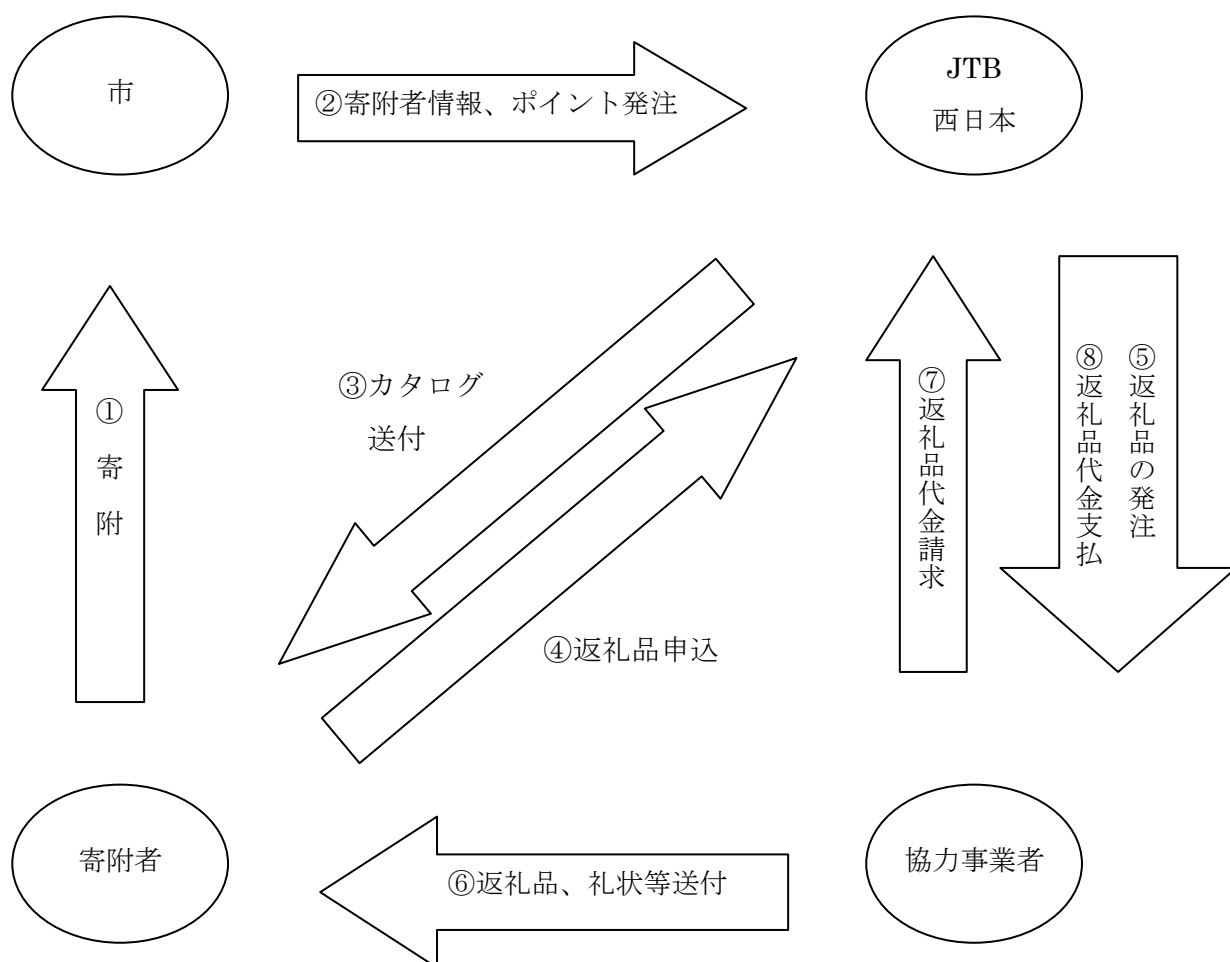 市
②寄附者情報、ポイント発注
JTB
西日本
①
寄
附
③カタログ
送付
④返礼品申込
⑦返礼品代金請求
⑤返礼品の発注
⑧返礼品代金支払
寄附者
⑥返礼品、礼状等送付
協力事業者